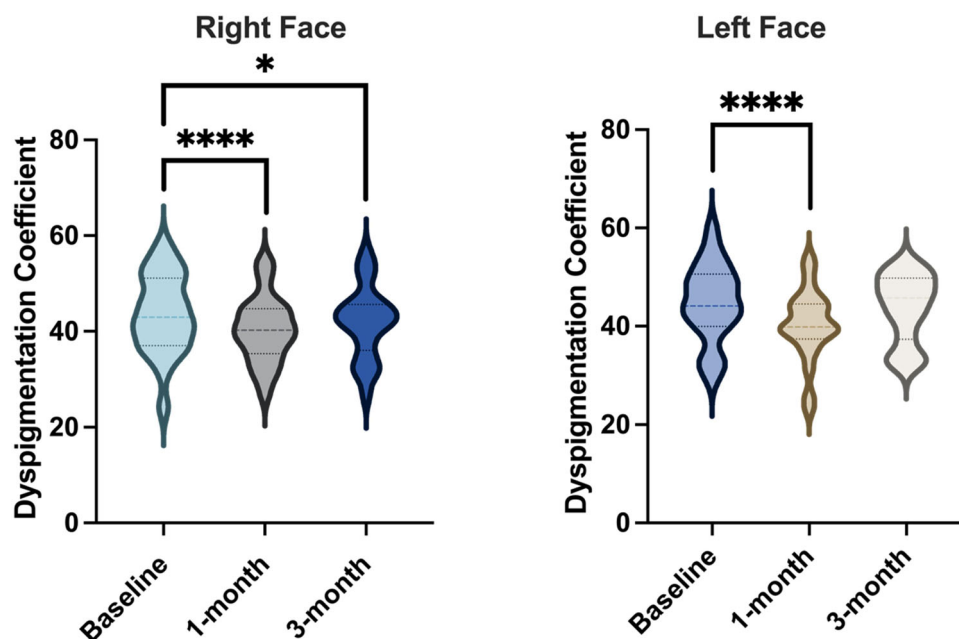 Right Face
*
****
Dyspigmentation Coefficient
80
60
40
20
0
Baseline
1-month
3-month
Left Face
****
Dyspigmentation Coefficient
80
60
40
20
0
Baseline
1-month
3-month